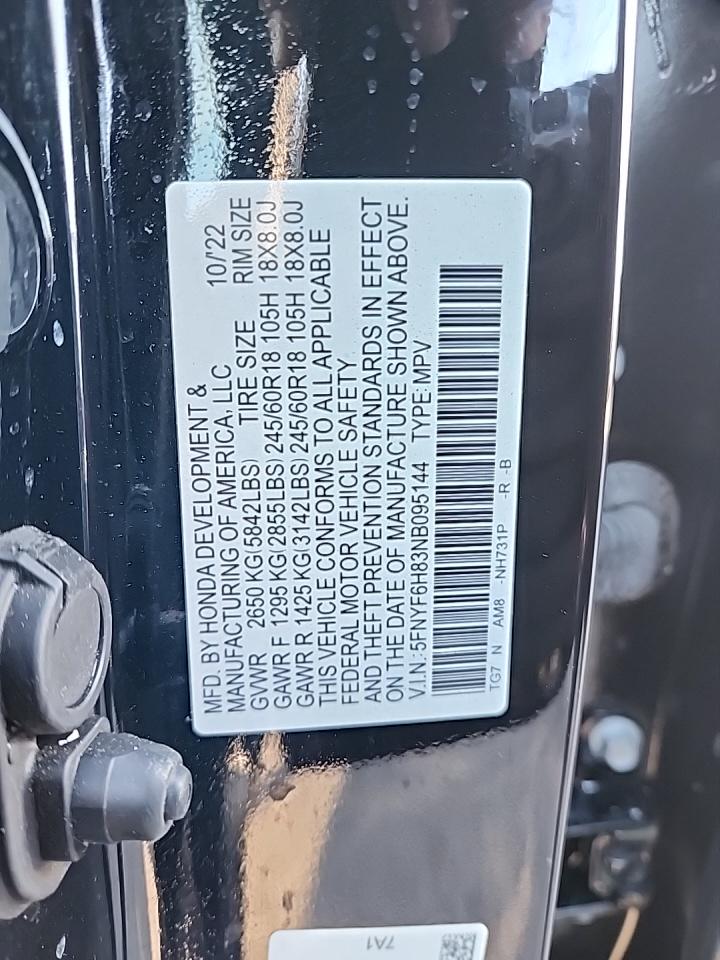 MFD. BY HONDA DEVELOPMENT & 10/'22
MANUFACTURING OF AMERICA, LLC
GVWR 2650 KG(5842LBS) TIRE SIZE RIM SIZE
GAWR F 1295 KG(2855LBS)245/60R18 105H 18X8.0J
GAWR R 1425 KG(3142LBS)245/60R18 105H 18X8.0J
THIS VEHICLE CONFORMS TO ALL APPLICABLE
FEDERAL MOTOR VEHICLE SAFETY
AND THEFT PREVENTION STANDARDS IN EFFECT
ON THE DATE OF MANUFACTURE SHOWN ABOVE.
V.I.N.:5FNYF6H83NB095144 TYPE:MPV
TG7 N AM8 -NH731P -R -B
7A1